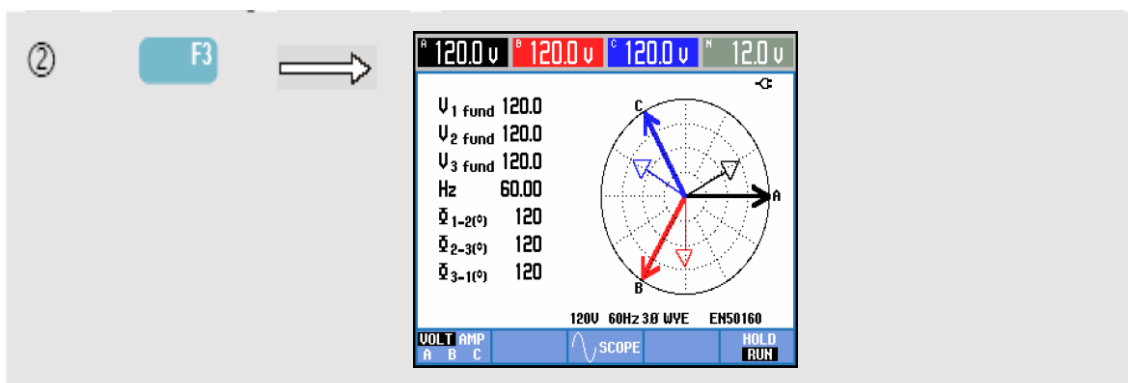 ②
F3
A 120.0 V B 120.0 V C 120.0 V N 12.0 V
V1 fund 120.0
V2 fund 120.0
V3 fund 120.0
Hz 60.00
Φ1-2(°) 120
Φ2-3(°) 120
Φ3-1(°) 120
C
A
B
120V 60Hz 3Ø WYE EN50160
VOLT AMP
A B C
SCOPE
HOLD
RUN